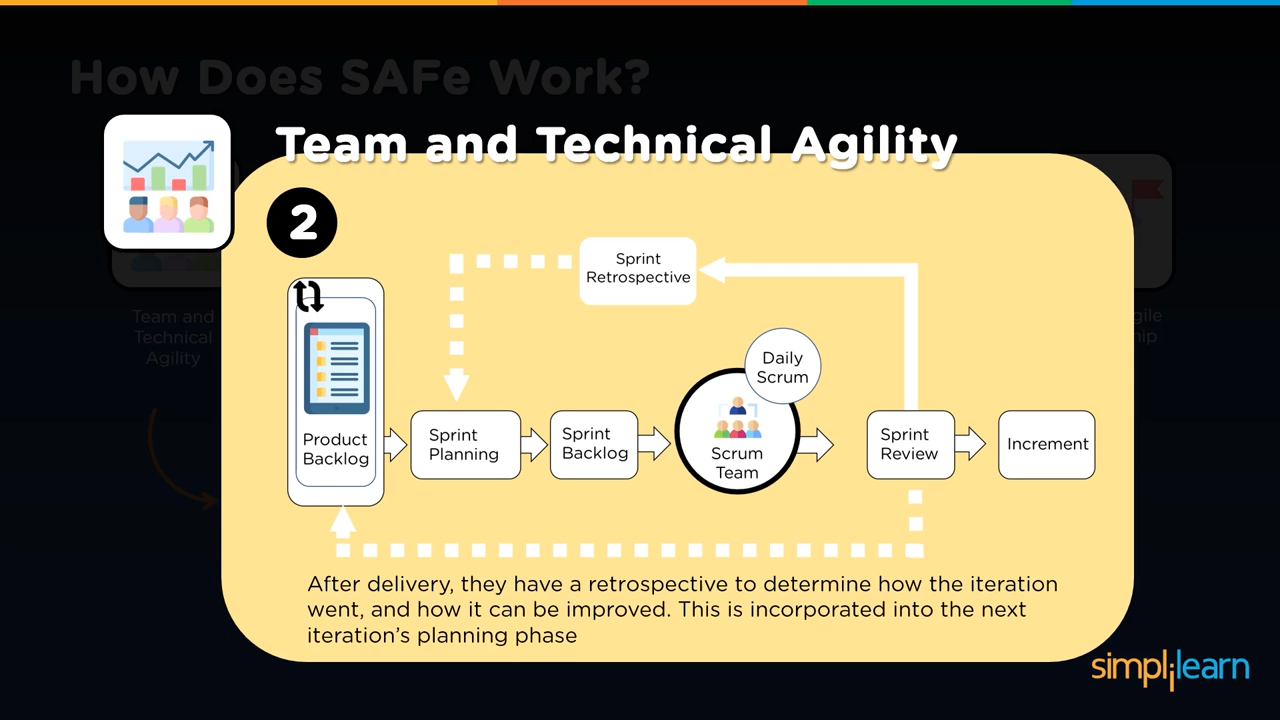 How Does SAFe Work?
Team and Technical Agility
2
Sprint
Retrospective
Daily
Scrum
Product
Backlog
Sprint
Planning
Sprint
Backlog
Scrum
Team
Sprint
Review
Increment
After delivery, they have a retrospective to determine how the iteration
went, and how it can be improved. This is incorporated into the next
iteration's planning phase
Team and
Technical
Agility
simplilearn